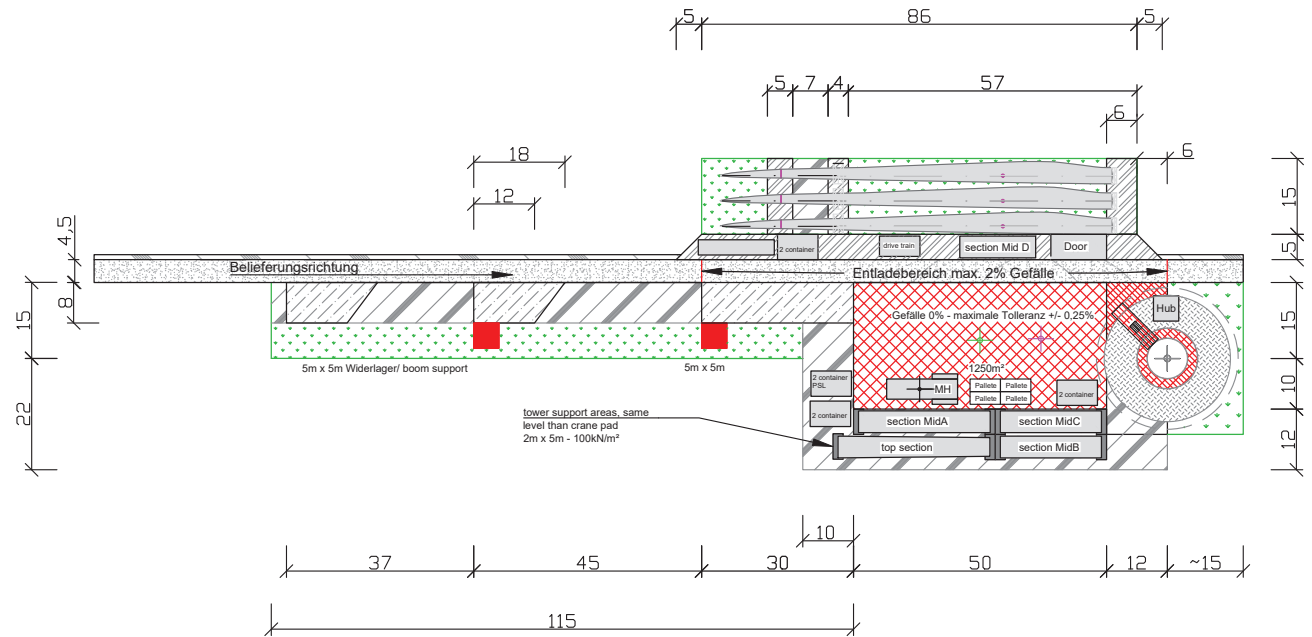 5
86
5
5
7
4
57
6
6
18
12
15
4,5
5
2 container
drive train
section Mid D
Door
Belieferungsrichtung
Entladebereich max. 2% Gefälle
8
15
15
Hub
Gefälle 0% - maximale Tolleranz +/- 0,25%
5m x 5m Widerlager/ boom support
5m x 5m
1250m²
2 container
PSL
MH
Pallete
Pallete
Pallete
Pallete
2 container
10
22
2 container
tower support areas, same
level than crane pad
2m x 5m - 100kN/m²
section MidA
section MidC
top section
section MidB
12
10
37
45
30
50
12
~15
115